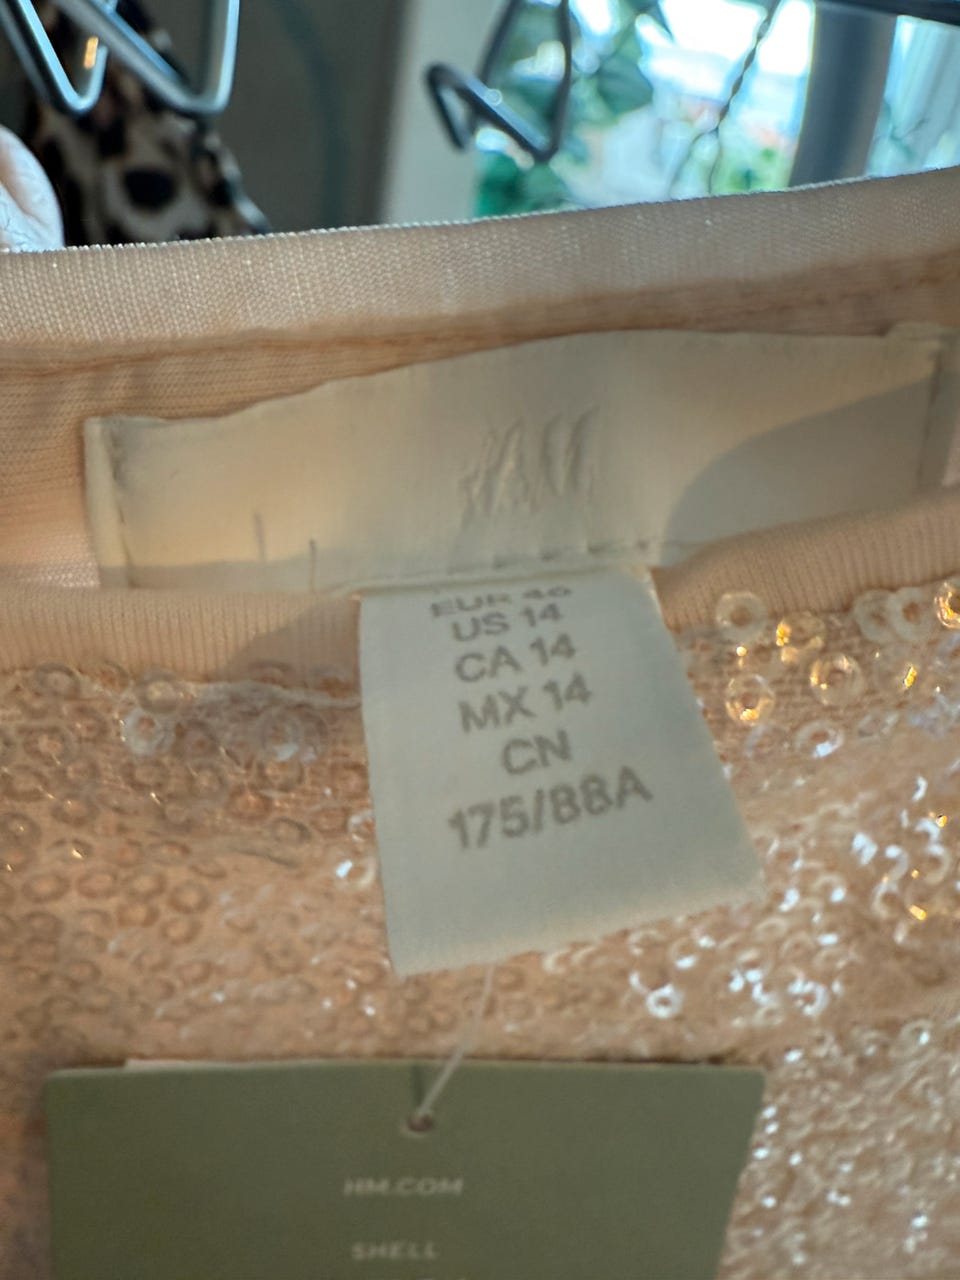 H&M
EUR 46
US 14
CA 14
MX 14
CN
175/88A
HM.COM
SHELL